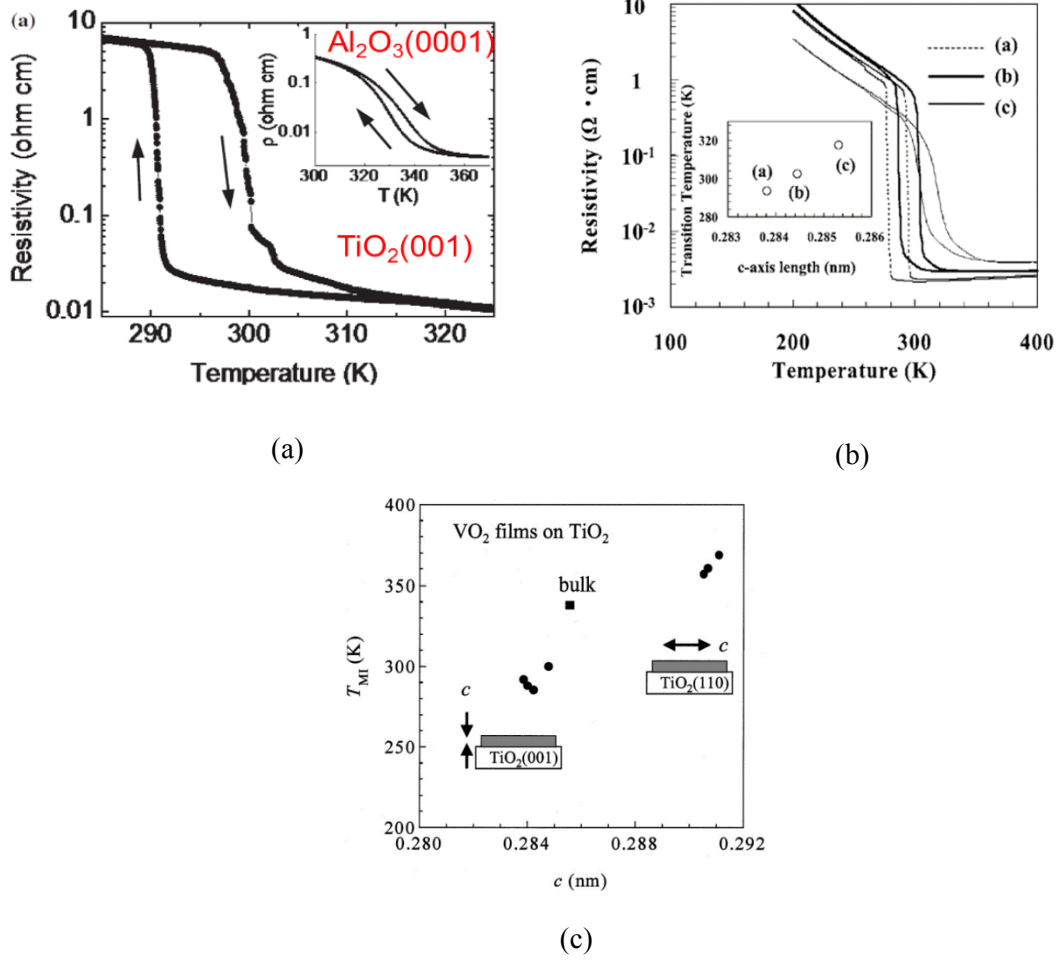 (a)
10
1
0.1
0.01
Resistivity (ohm cm)
290
300
310
320
Temperature (K)
TiO2(001)
Al2O3(0001)
1
0.1
0.01
ρ (ohm cm)
300
320
340
360
T (K)
(a)
10
1
10-1
10-2
10-3
Resistivity (Ω・cm)
100
200
300
400
Temperature (K)
(a)
(b)
(c)
Transition Temperature (K)
320
300
280
(a)
(b)
(c)
0.283
0.284
0.285
0.286
c-axis length (nm)
(b)
400
350
300
250
200
TMI (K)
VO2 films on TiO2
bulk
c
TiO2(001)
c
TiO2(110)
0.280
0.284
0.288
0.292
c (nm)
(c)